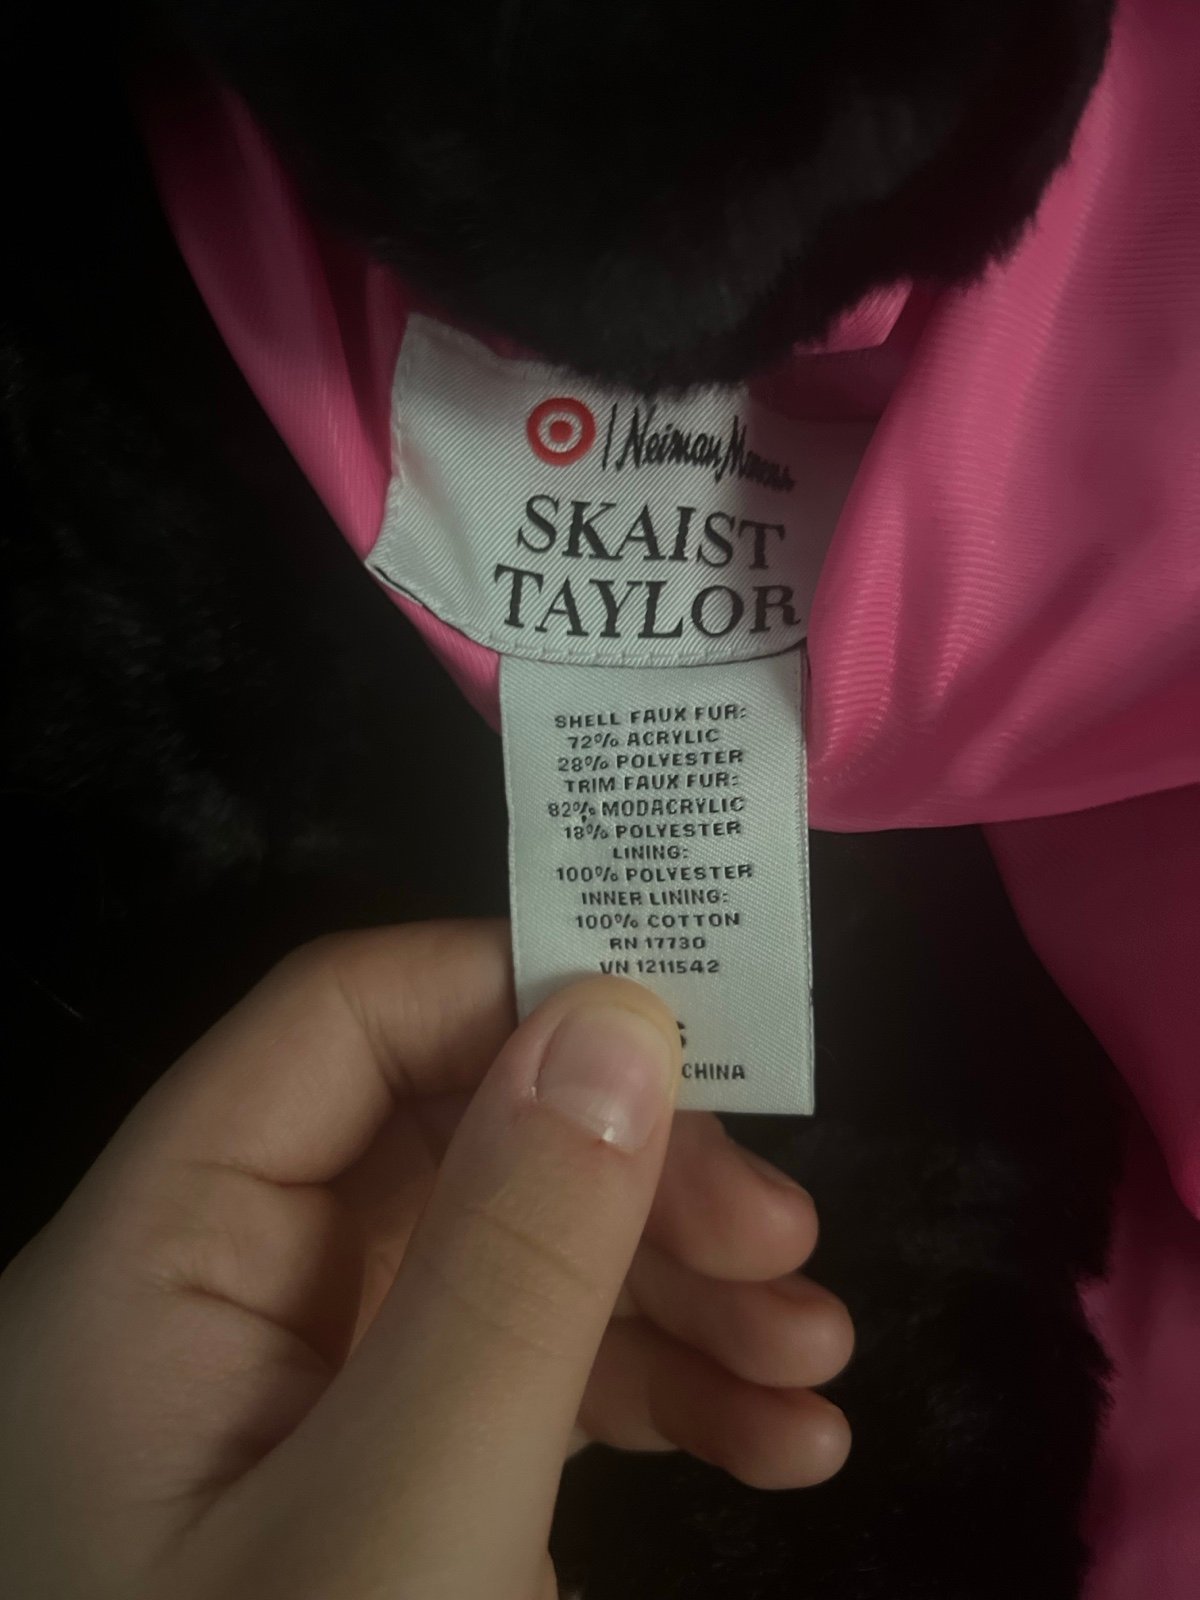 | Neiman Marcus
SKAIST
TAYLOR
SHELL FAUX FUR:
72% ACRYLIC
28% POLYESTER
TRIM FAUX FUR:
82% MODACRYLIC
18% POLYESTER
LINING:
100% POLYESTER
INNER LINING:
100% COTTON
RN 17730
VN 1211542
S
CHINA